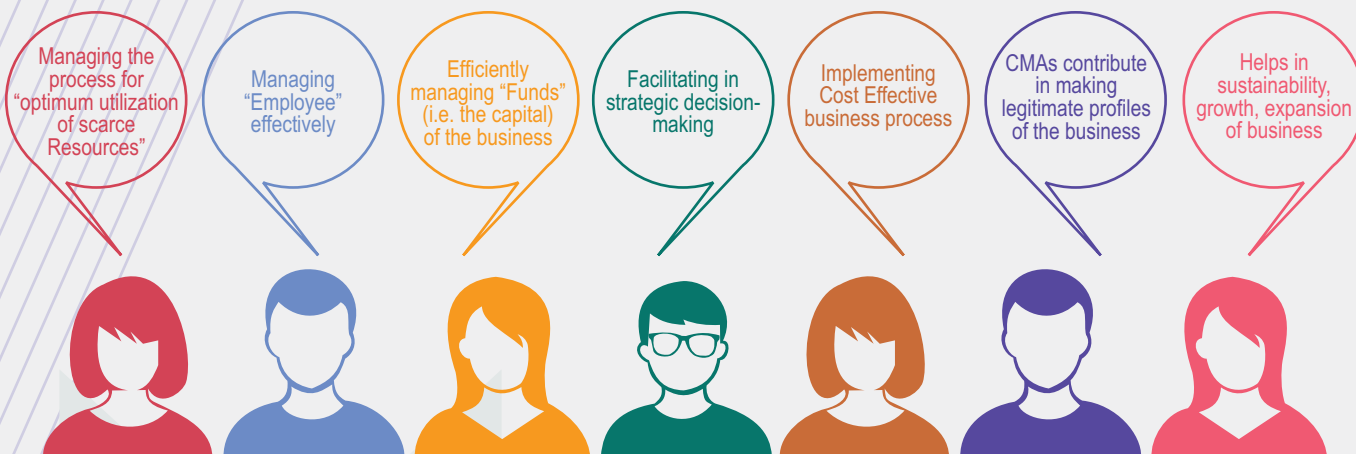 Managing the
process for
“optimum utilization
of scarce
Resources”
Managing
“Employee”
effectively
Efficiently
managing “Funds”
(i.e. the capital)
of the business
Facilitating in
strategic decision-
making
Implementing
Cost Effective
business process
CMAs contribute
in making
legitimate profiles
of the business
Helps in
sustainability,
growth, expansion
of business